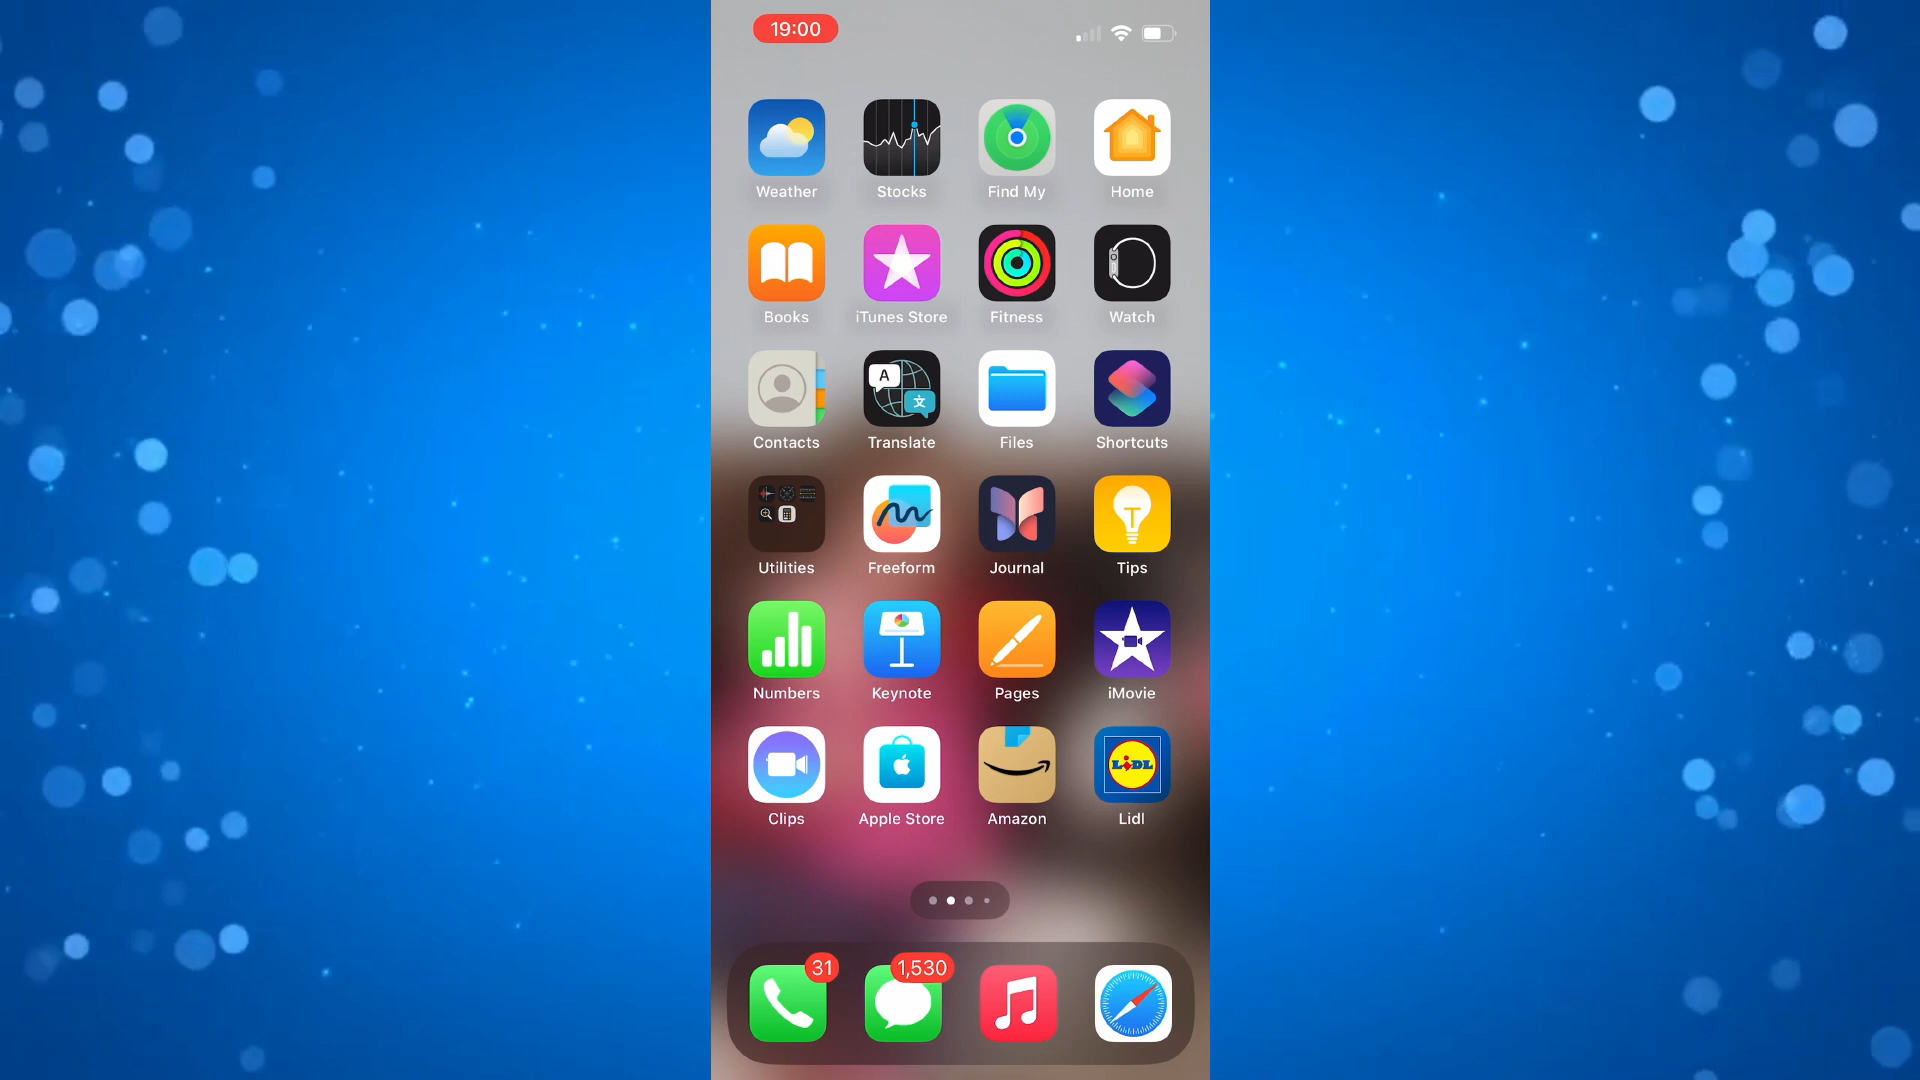 19:00
Weather Stocks Find My Home
Books iTunes Store Fitness Watch
A
文
Contacts Translate Files Shortcuts
T
Utilities Freeform Journal Tips
Numbers Keynote Pages iMovie
LiDL
Clips Apple Store Amazon Lidl
31 1,530